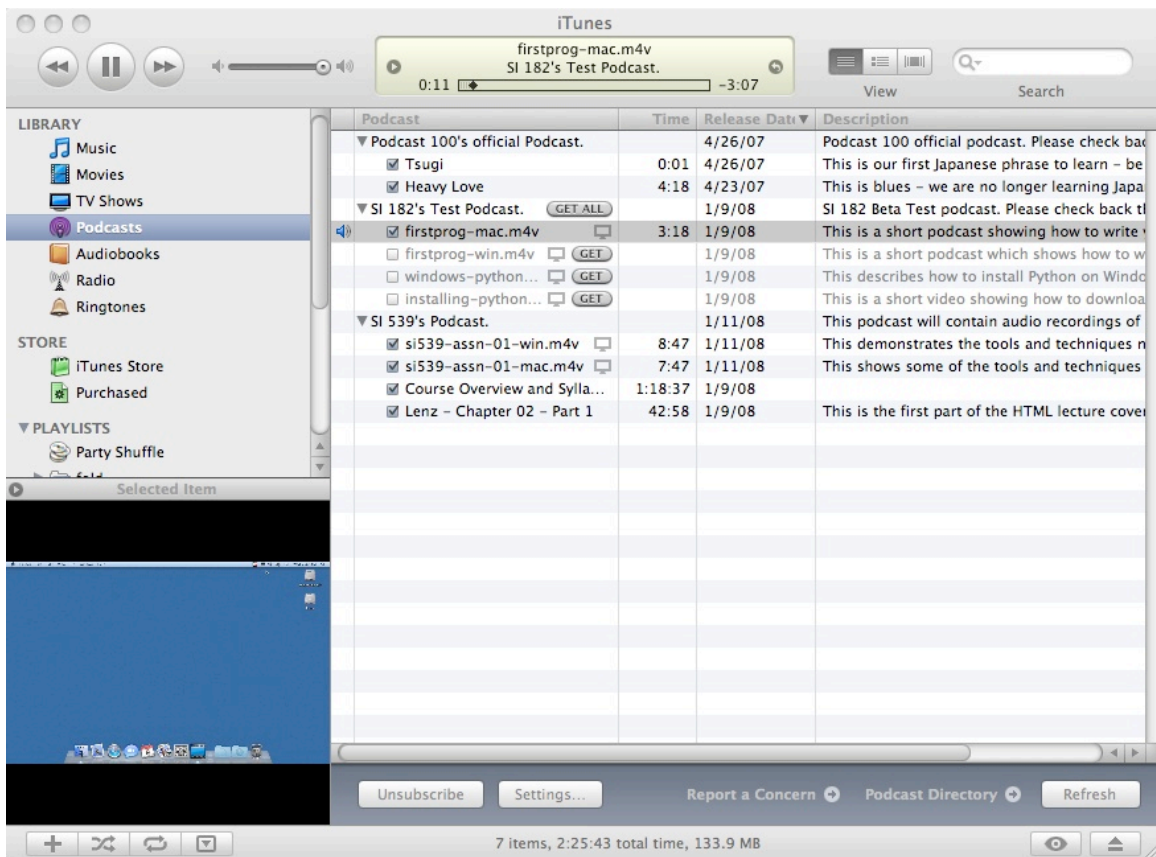 iTunes
firstprog-mac.m4v
SI 182's Test Podcast.
0:11 -3:07
View Search
LIBRARY
Music
Movies
TV Shows
Podcasts
Audiobooks
Radio
Ringtones
STORE
iTunes Store
Purchased
PLAYLISTS
Party Shuffle
Selected Item
Podcast Time Release Date Description
Podcast 100's official Podcast. 4/26/07 Podcast 100 official podcast. Please check bac
Tsugi 0:01 4/26/07 This is our first Japanese phrase to learn – be
Heavy Love 4:18 4/23/07 This is blues – we are no longer learning Japa
SI 182's Test Podcast. GET ALL 1/9/08 SI 182 Beta Test podcast. Please check back th
firstprog-mac.m4v 3:18 1/9/08 This is a short podcast showing how to write
firstprog-win.m4v GET 1/9/08 This is a short podcast which shows how to w
windows-python... GET 1/9/08 This describes how to install Python on Windo
installing-python... GET 1/9/08 This is a short video showing how to downloa
SI 539's Podcast. 1/11/08 This podcast will contain audio recordings of
si539-assn-01-win.m4v 8:47 1/11/08 This demonstrates the tools and techniques n
si539-assn-01-mac.m4v 7:47 1/11/08 This shows some of the tools and techniques
Course Overview and Sylla... 1:18:37 1/9/08
Lenz – Chapter 02 – Part 1 42:58 1/9/08 This is the first part of the HTML lecture cover
Unsubscribe Settings... Report a Concern Podcast Directory Refresh
7 items, 2:25:43 total time, 133.9 MB